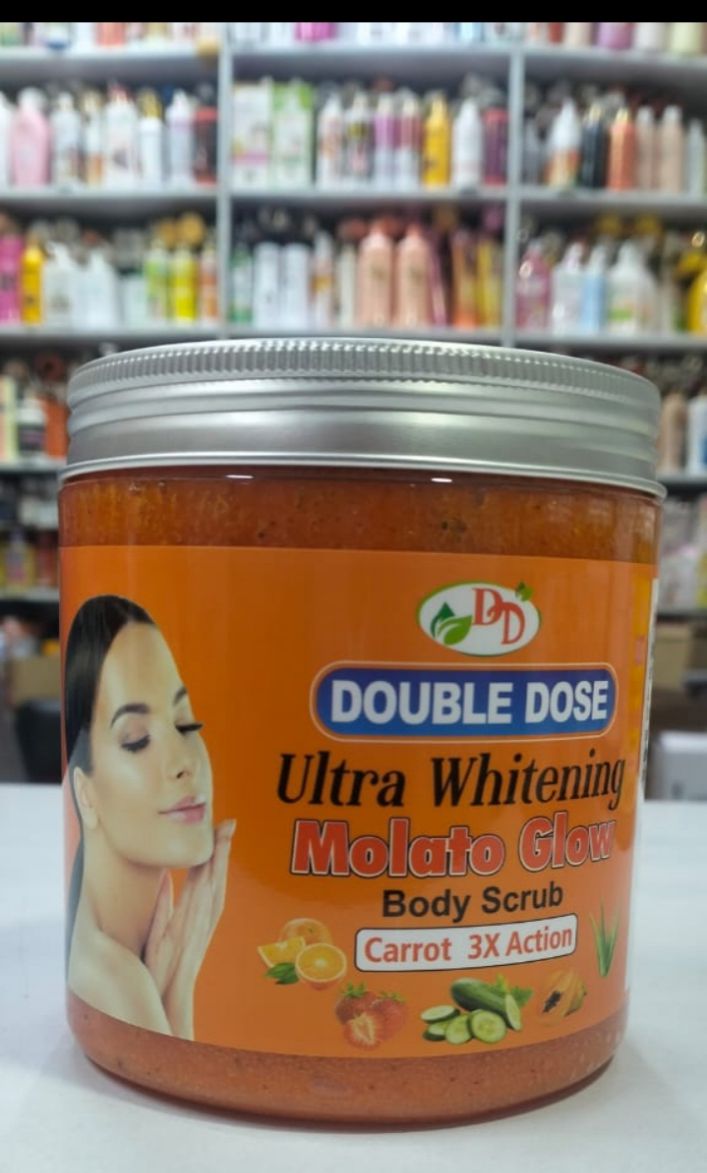 DD
DOUBLE DOSE
Ultra Whitening
Molato Glow
Body Scrub
Carrot 3X Action